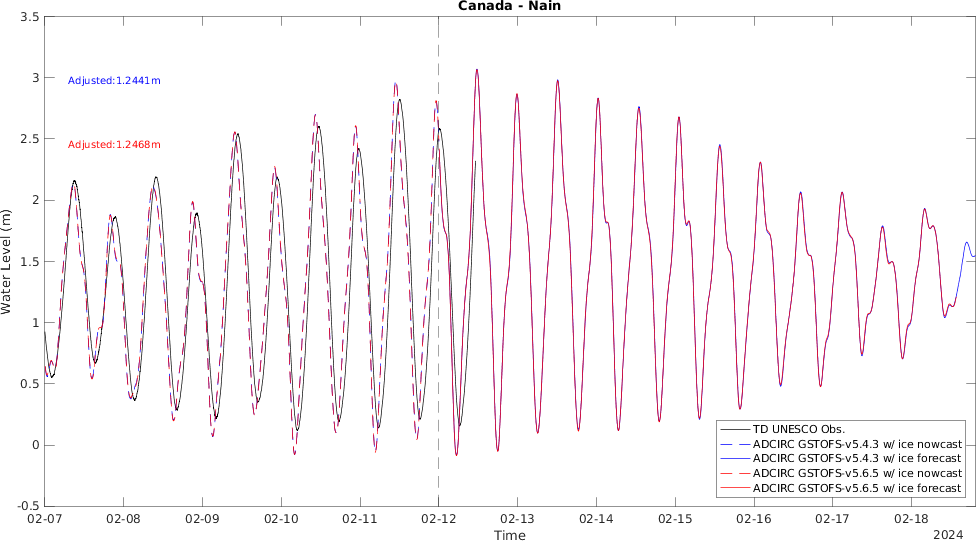 Canada - Nain
3.5
3
2.5
2
1.5
1
0.5
0
-0.5
Water Level (m)
Adjusted:1.2441m
Adjusted:1.2468m
TD UNESCO Obs.
ADCIRC GSTOFS-v5.4.3 w/ ice nowcast
ADCIRC GSTOFS-v5.4.3 w/ ice forecast
ADCIRC GSTOFS-v5.6.5 w/ ice nowcast
ADCIRC GSTOFS-v5.6.5 w/ ice forecast
02-07 02-08 02-09 02-10 02-11 02-12 02-13 02-14 02-15 02-16 02-17 02-18
Time
2024